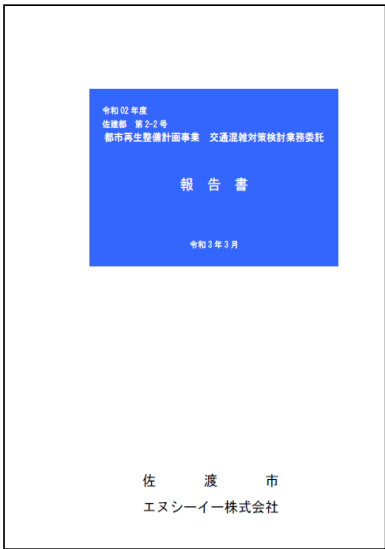 令和02年度
佐建都　第2-2号
都市再生整備計画事業　交通混雑対策検討業務委託
報　告　書
令和3年3月
佐　渡　市
エヌシーイー株式会社